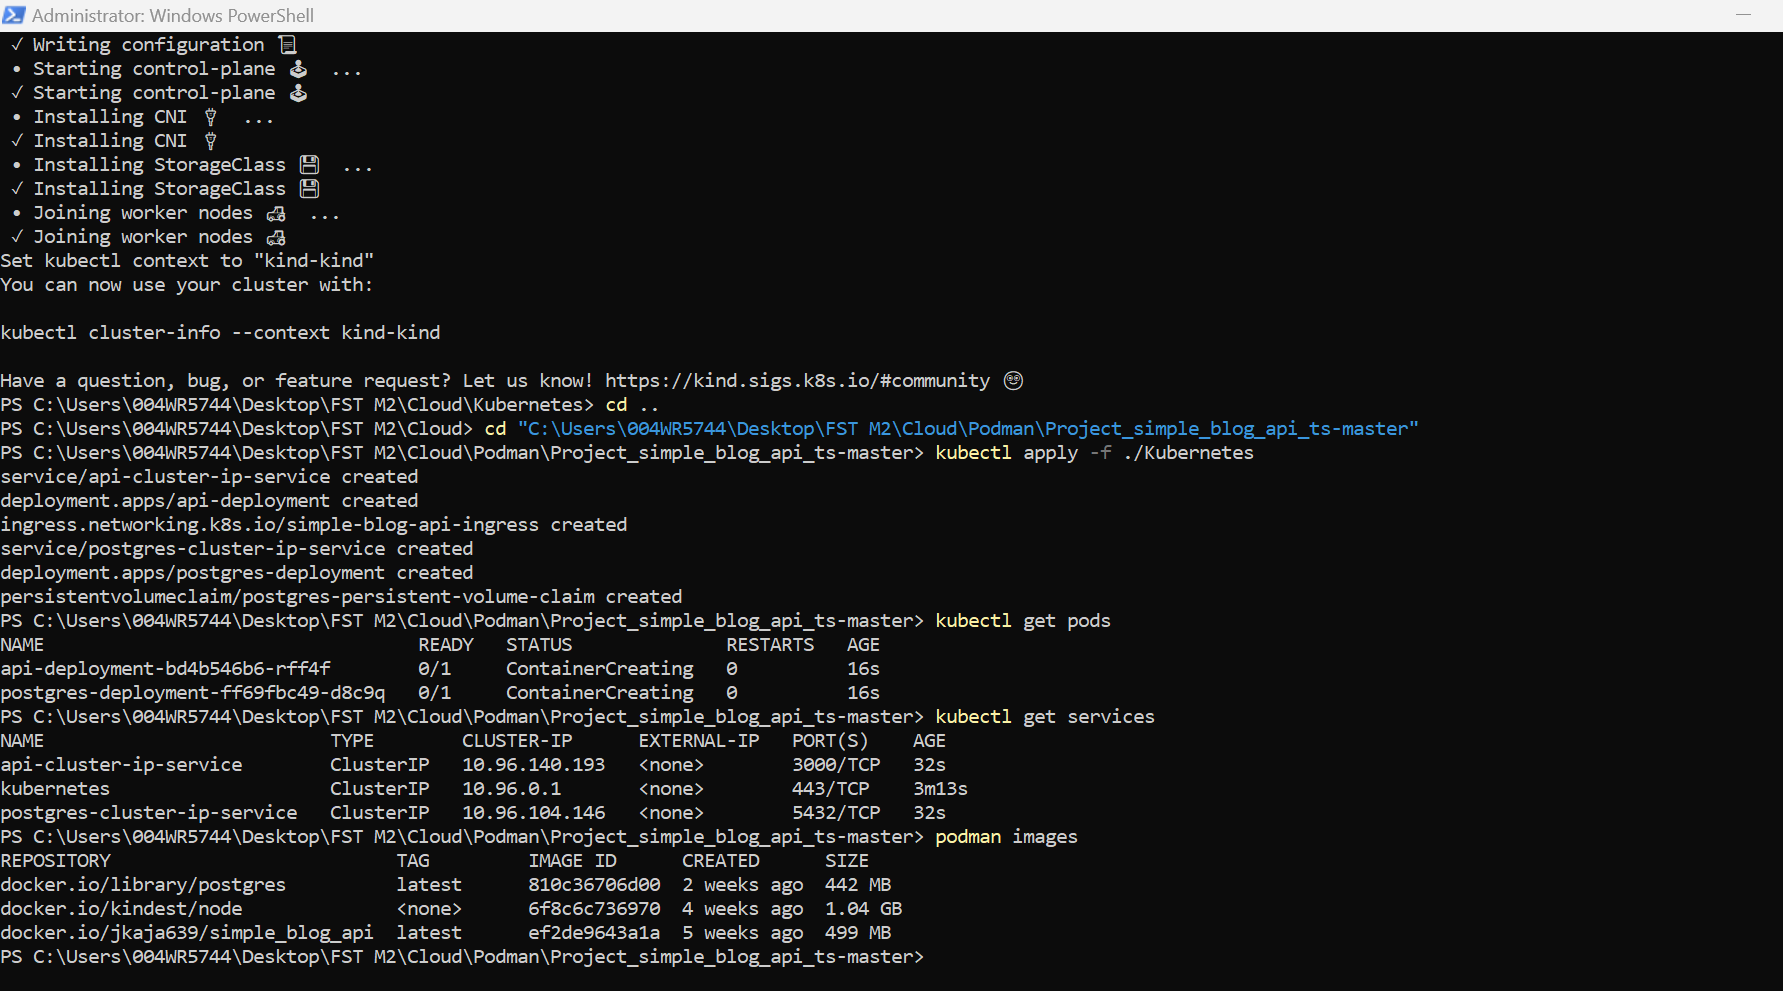 Administrator: Windows PowerShell
✓ Writing configuration 📜
• Starting control-plane 🕹️ ...
✓ Starting control-plane 🕹️
• Installing CNI 🔌 ...
✓ Installing CNI 🔌
• Installing StorageClass 💾 ...
✓ Installing StorageClass 💾
• Joining worker nodes 🚜 ...
✓ Joining worker nodes 🚜
Set kubectl context to "kind-kind"
You can now use your cluster with:
kubectl cluster-info --context kind-kind
Have a question, bug, or feature request? Let us know! https://kind.sigs.k8s.io/#community 🙂
PS C:\Users\004WR5744\Desktop\FST M2\Cloud\Kubernetes> cd ..
PS C:\Users\004WR5744\Desktop\FST M2\Cloud> cd "C:\Users\004WR5744\Desktop\FST M2\Cloud\Podman\Project_simple_blog_api_ts-master"
PS C:\Users\004WR5744\Desktop\FST M2\Cloud\Podman\Project_simple_blog_api_ts-master> kubectl apply -f ./Kubernetes
service/api-cluster-ip-service created
deployment.apps/api-deployment created
ingress.networking.k8s.io/simple-blog-api-ingress created
service/postgres-cluster-ip-service created
deployment.apps/postgres-deployment created
persistentvolumeclaim/postgres-persistent-volume-claim created
PS C:\Users\004WR5744\Desktop\FST M2\Cloud\Podman\Project_simple_blog_api_ts-master> kubectl get pods
NAME READY STATUS RESTARTS AGE
api-deployment-bd4b546b6-rff4f 0/1 ContainerCreating 0 16s
postgres-deployment-ff69fbc49-d8c9q 0/1 ContainerCreating 0 16s
PS C:\Users\004WR5744\Desktop\FST M2\Cloud\Podman\Project_simple_blog_api_ts-master> kubectl get services
NAME TYPE CLUSTER-IP EXTERNAL-IP PORT(S) AGE
api-cluster-ip-service ClusterIP 10.96.140.193 <none> 3000/TCP 32s
kubernetes ClusterIP 10.96.0.1 <none> 443/TCP 3m13s
postgres-cluster-ip-service ClusterIP 10.96.104.146 <none> 5432/TCP 32s
PS C:\Users\004WR5744\Desktop\FST M2\Cloud\Podman\Project_simple_blog_api_ts-master> podman images
REPOSITORY TAG IMAGE ID CREATED SIZE
docker.io/library/postgres latest 810c36706d00 2 weeks ago 442 MB
docker.io/kindest/node <none> 6f8c6c736970 4 weeks ago 1.04 GB
docker.io/jkaja639/simple_blog_api latest ef2de9643a1a 5 weeks ago 499 MB
PS C:\Users\004WR5744\Desktop\FST M2\Cloud\Podman\Project_simple_blog_api_ts-master>